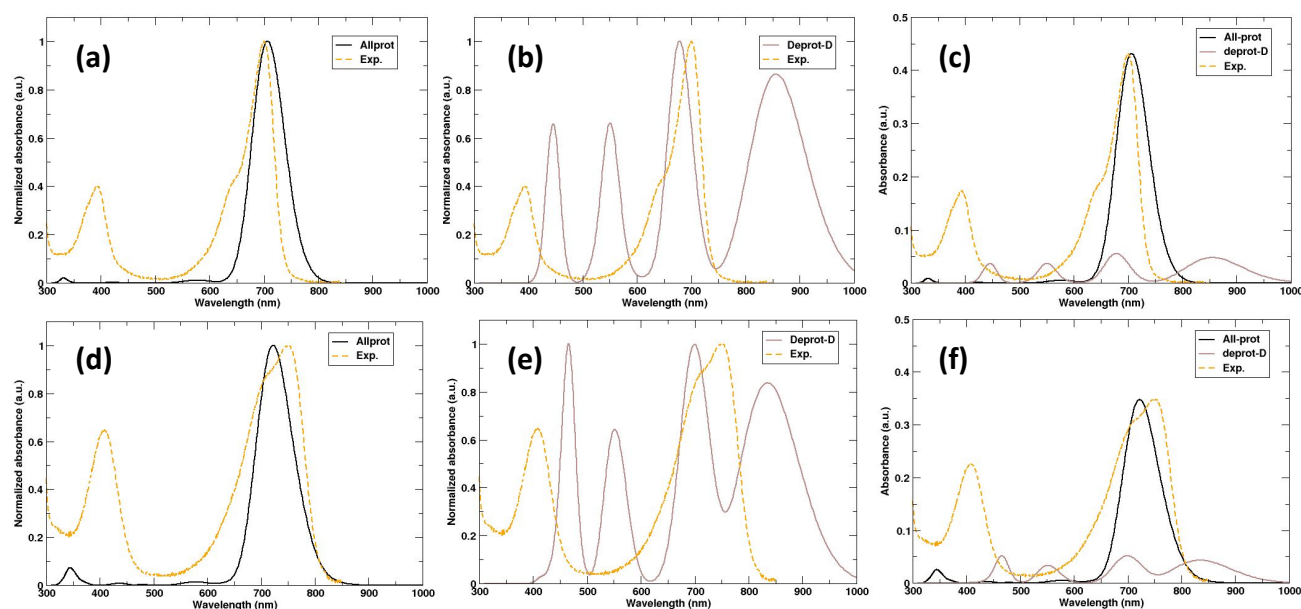 (a)
Normalized absorbance (a.u.)
1
0.8
0.6
0.4
0.2
0
300 400 500 600 700 800 900 1000
Wavelength (nm)
Allprot
Exp.
(b)
Normalized absorbance (a.u.)
1
0.8
0.6
0.4
0.2
0
300 400 500 600 700 800 900 1000
Wavelength (nm)
Deprot-D
Exp.
(c)
Absorbance (a.u.)
0.5
0.4
0.3
0.2
0.1
0
300 400 500 600 700 800 900 1000
Wavelength (nm)
All-prot
deprot-D
Exp.
(d)
Normalized absorbance (a.u.)
1
0.8
0.6
0.4
0.2
0
300 400 500 600 700 800 900 1000
Wavelength (nm)
Allprot
Exp.
(e)
Normalized absorbance (a.u.)
1
0.8
0.6
0.4
0.2
0
300 400 500 600 700 800 900 1000
Wavelength (nm)
Deprot-D
Exp.
(f)
Absorbance (a.u.)
0.5
0.4
0.3
0.2
0.1
0
300 400 500 600 700 800 900 1000
Wavelength (nm)
All-prot
deprot-D
Exp.